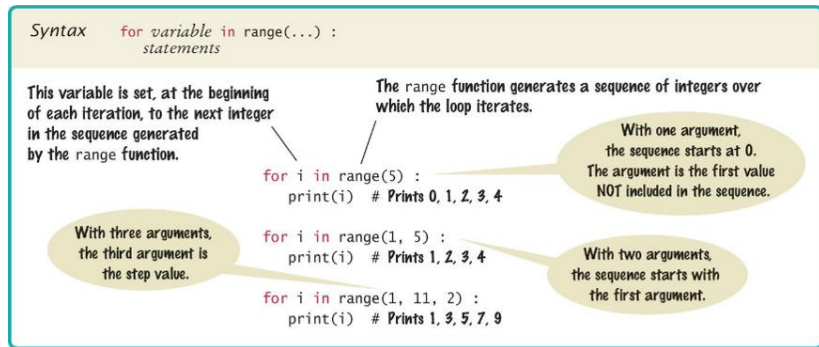 Syntax for variable in range(...) :
statements
This variable is set, at the beginning
of each iteration, to the next integer
in the sequence generated
by the range function.
The range function generates a sequence of integers over
which the loop iterates.
With one argument,
the sequence starts at 0.
The argument is the first value
NOT included in the sequence.
for i in range(5) :
print(i) # Prints 0, 1, 2, 3, 4
With three arguments,
the third argument is
the step value.
for i in range(1, 5) :
print(i) # Prints 1, 2, 3, 4
With two arguments,
the sequence starts with
the first argument.
for i in range(1, 11, 2) :
print(i) # Prints 1, 3, 5, 7, 9